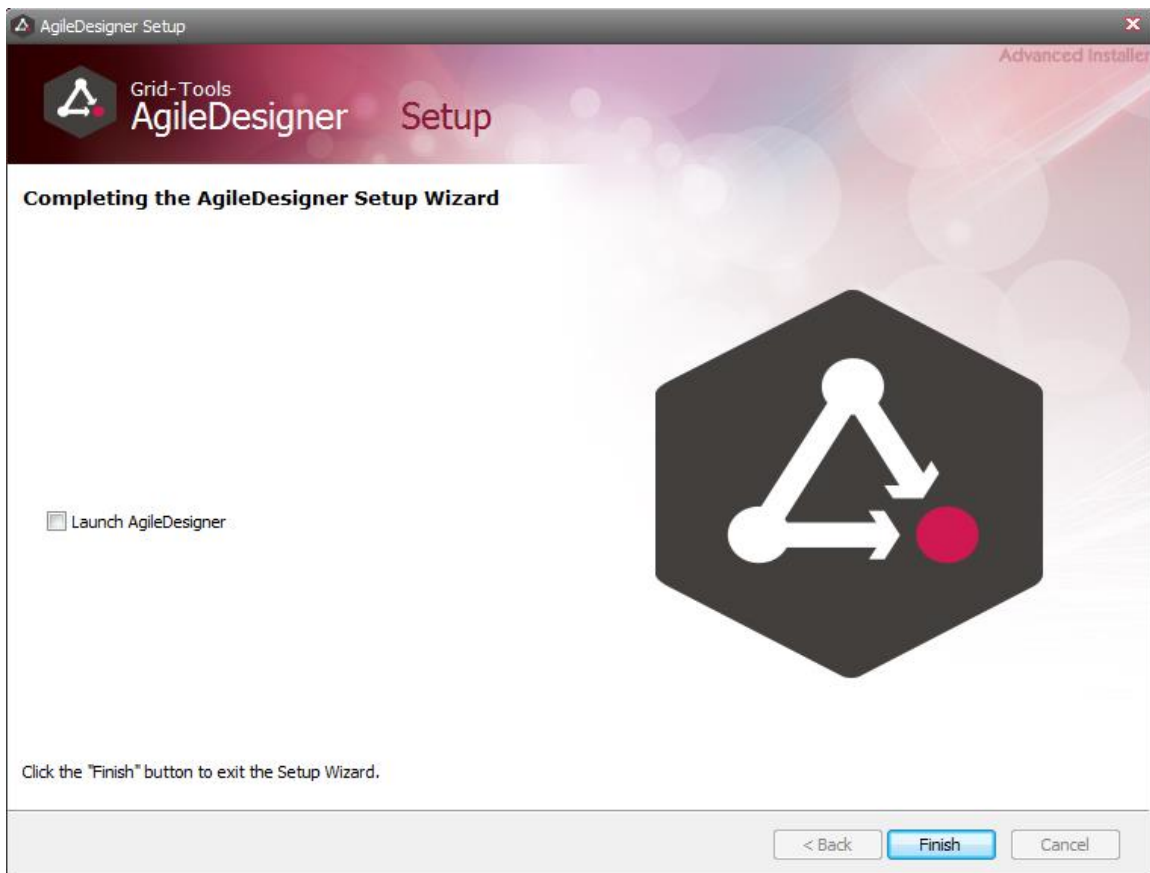 AgileDesigner Setup
Advanced Installer
Grid-Tools
AgileDesigner Setup
Completing the AgileDesigner Setup Wizard
Launch AgileDesigner
Click the "Finish" button to exit the Setup Wizard.
< Back Finish Cancel